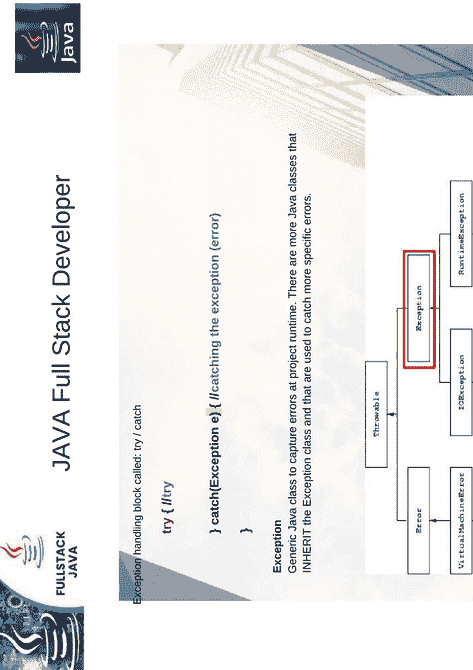 FULLSTACK
JAVA
JAVA Full Stack Developer
Java
Exception handling block called: try / catch
try { //try
} catch(Exception e) { //catching the exception (error)
}
Exception
Generic Java class to capture errors at project runtime. There are more Java classes that
INHERIT the Exception class and that are used to catch more specific errors.
Throwable
Error
Exception
VirtualMachineError
IOException
RuntimeException